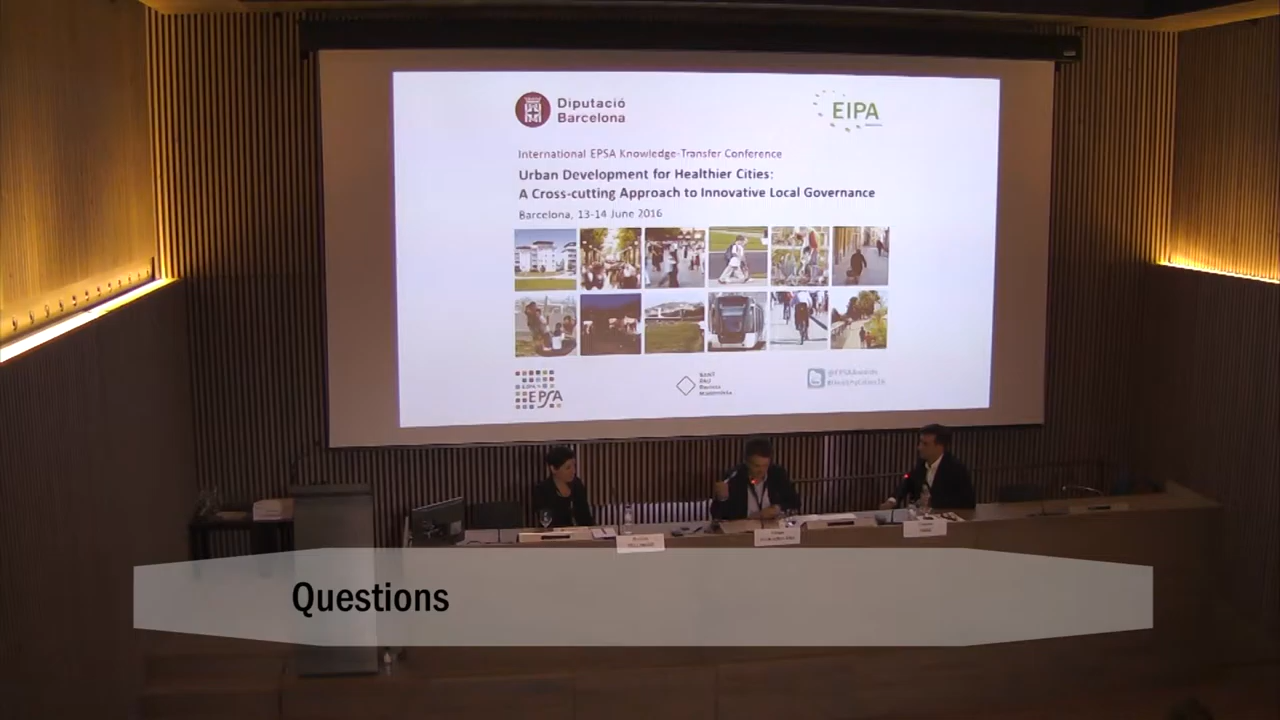 Diputació
Barcelona
EIPA
International EPSA Knowledge-Transfer Conference
Urban Development for Healthier Cities:
A Cross-cutting Approach to Innovative Local Governance
Barcelona, 13-14 June 2016
EPSA
@EPSAwards
Questions